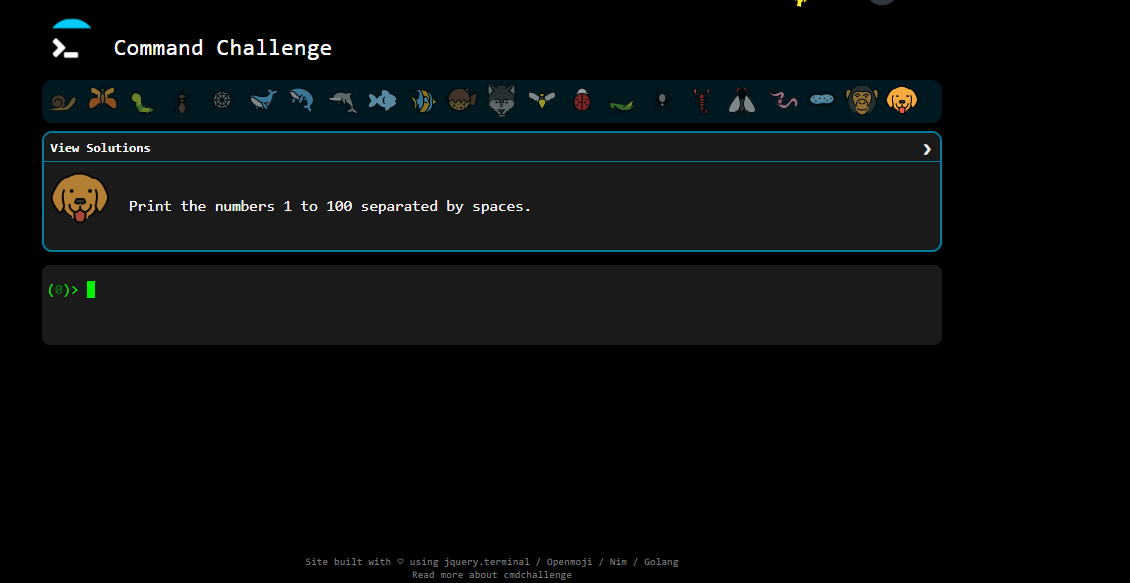 Command Challenge
View Solutions
Print the numbers 1 to 100 separated by spaces.
(0)>
Site built with ♡ using jquery.terminal / Openmoji / Nim / Golang
Read more about cmdchallenge